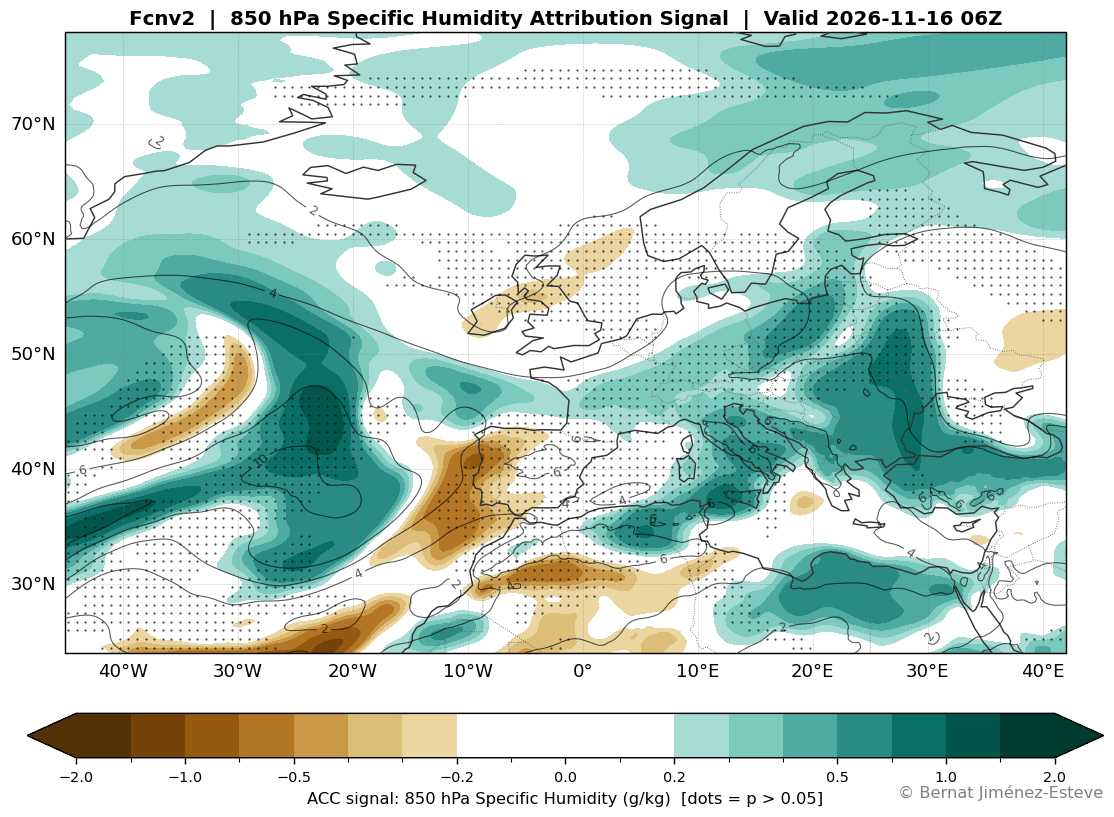 Fcnv2 | 850 hPa Specific Humidity Attribution Signal | Valid 2026-11-16 06Z
70°N
60°N
50°N
40°N
30°N
40°W 30°W 20°W 10°W 0° 10°E 20°E 30°E 40°E
−2.0 −1.0 −0.5 −0.2 0.0 0.2 0.5 1.0 2.0
ACC signal: 850 hPa Specific Humidity (g/kg) [dots = p > 0.05]
© Bernat Jiménez-Esteve